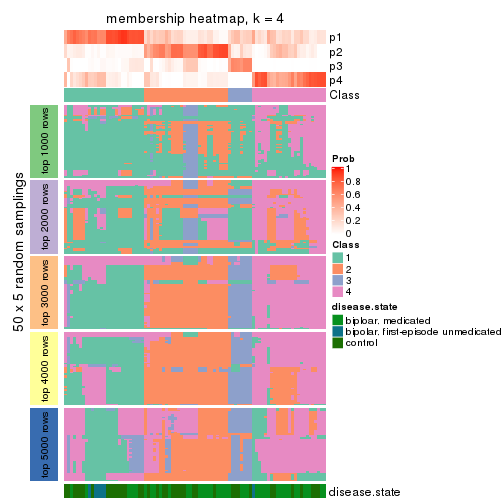 membership heatmap, k = 4
p1
p2
p3
p4
Class
50 x 5 random samplings
top 1000 rows
top 2000 rows
top 3000 rows
top 4000 rows
top 5000 rows
Prob
1
0.8
0.6
0.4
0.2
0
Class
1
2
3
4
disease.state
bipolar. medicated
bipolar. first-episode unmedicated
control
disease.state